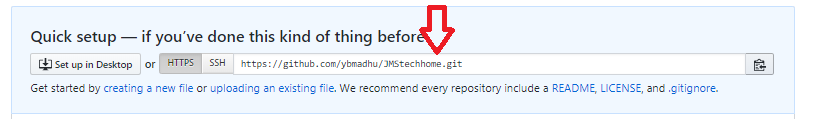 Quick setup — if you've done this kind of thing before
Set up in Desktop or HTTPS SSH https://github.com/ybmadhu/JMStechhome.git
Get started by creating a new file or uploading an existing file. We recommend every repository include a README, LICENSE, and .gitignore.